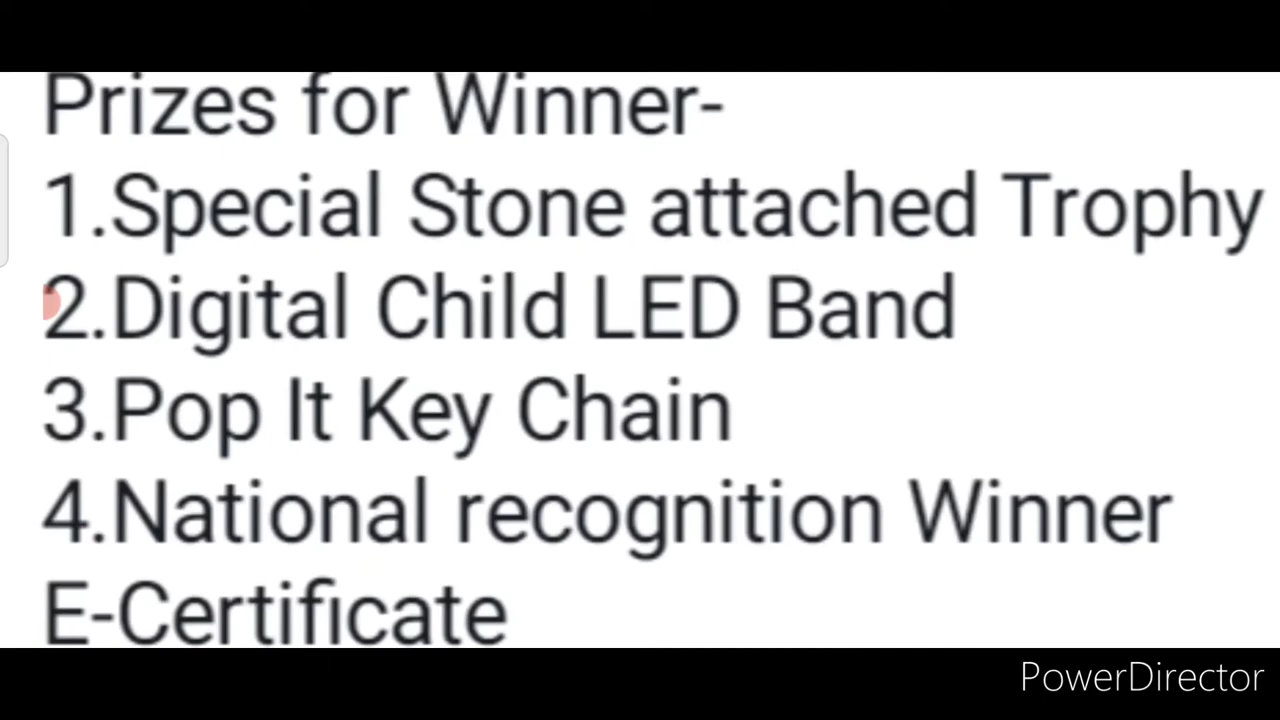 Prizes for Winner-
1.Special Stone attached Trophy
2.Digital Child LED Band
3.Pop It Key Chain
4.National recognition Winner
E-Certificate
PowerDirector